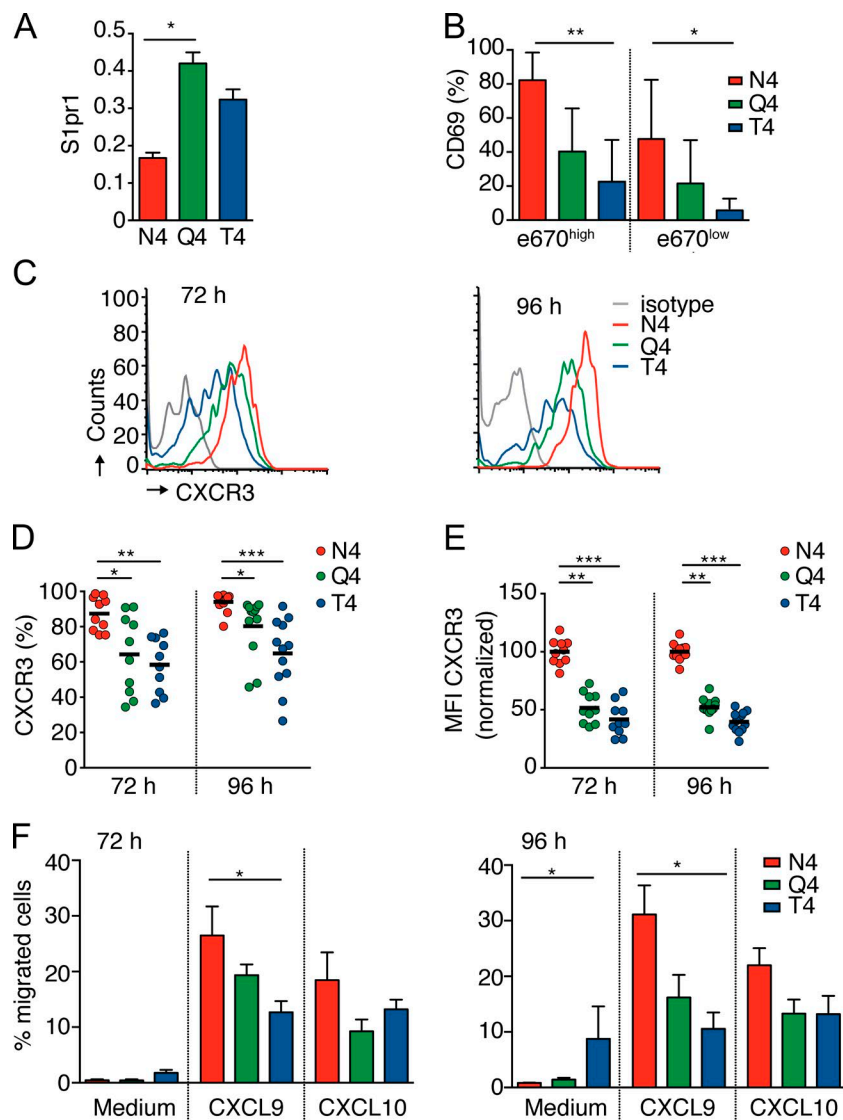 A
*
0.5
0.4
0.3
0.2
0.1
0
S1pr1
N4 Q4 T4
B
** *
100
80
60
40
20
0
CD69 (%)
N4
Q4
T4
e670high e670low
C
72 h
100
80
60
40
20
0
Counts
CXCR3
96 h
isotype
N4
Q4
T4
D
** ***
* *
N4
Q4
T4
100
80
60
40
20
0
CXCR3 (%)
72 h 96 h
E
*** ***
** **
N4
Q4
T4
150
100
50
0
MFI CXCR3
(normalized)
72 h 96 h
F
72 h
*
40
30
20
10
0
% migrated cells
Medium CXCL9 CXCL10
96 h
* *
N4
Q4
T4
40
30
20
10
0
Medium CXCL9 CXCL10